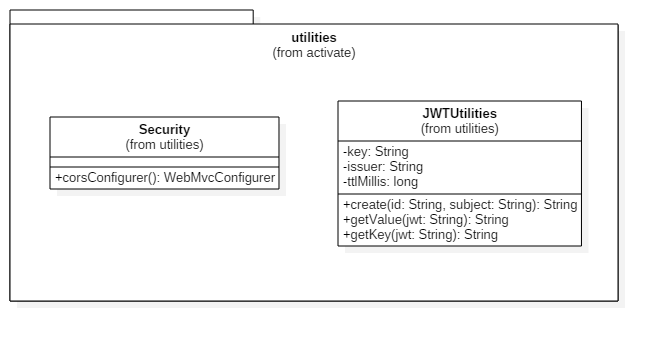 utilities
(from activate)
Security
(from utilities)
+corsConfigurer(): WebMvcConfigurer
JWTUtilities
(from utilities)
-key: String
-issuer: String
-ttlMillis: long
+create(id: String, subject: String): String
+getValue(jwt: String): String
+getKey(jwt: String): String